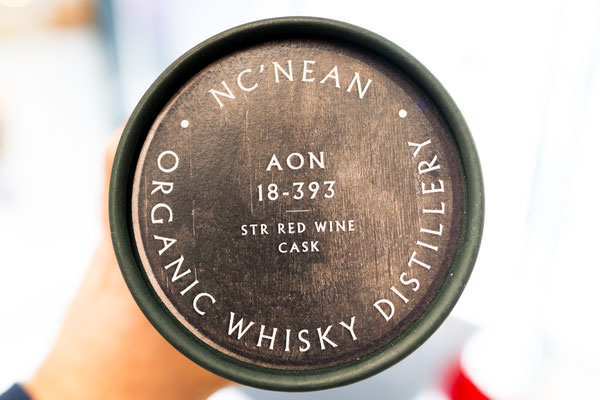 NC'NEAN
AON
18-393
STR RED WINE
CASK
ORGANIC WHISKY DISTILLERY